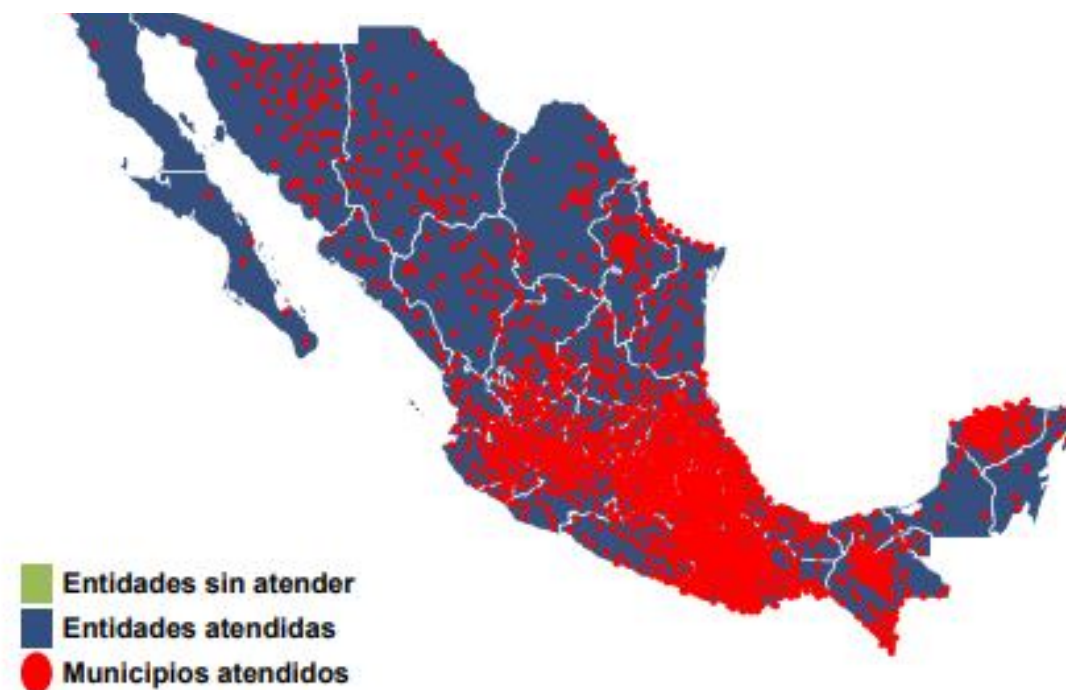 Entidades sin atender
Entidades atendidas
Municipios atendidos